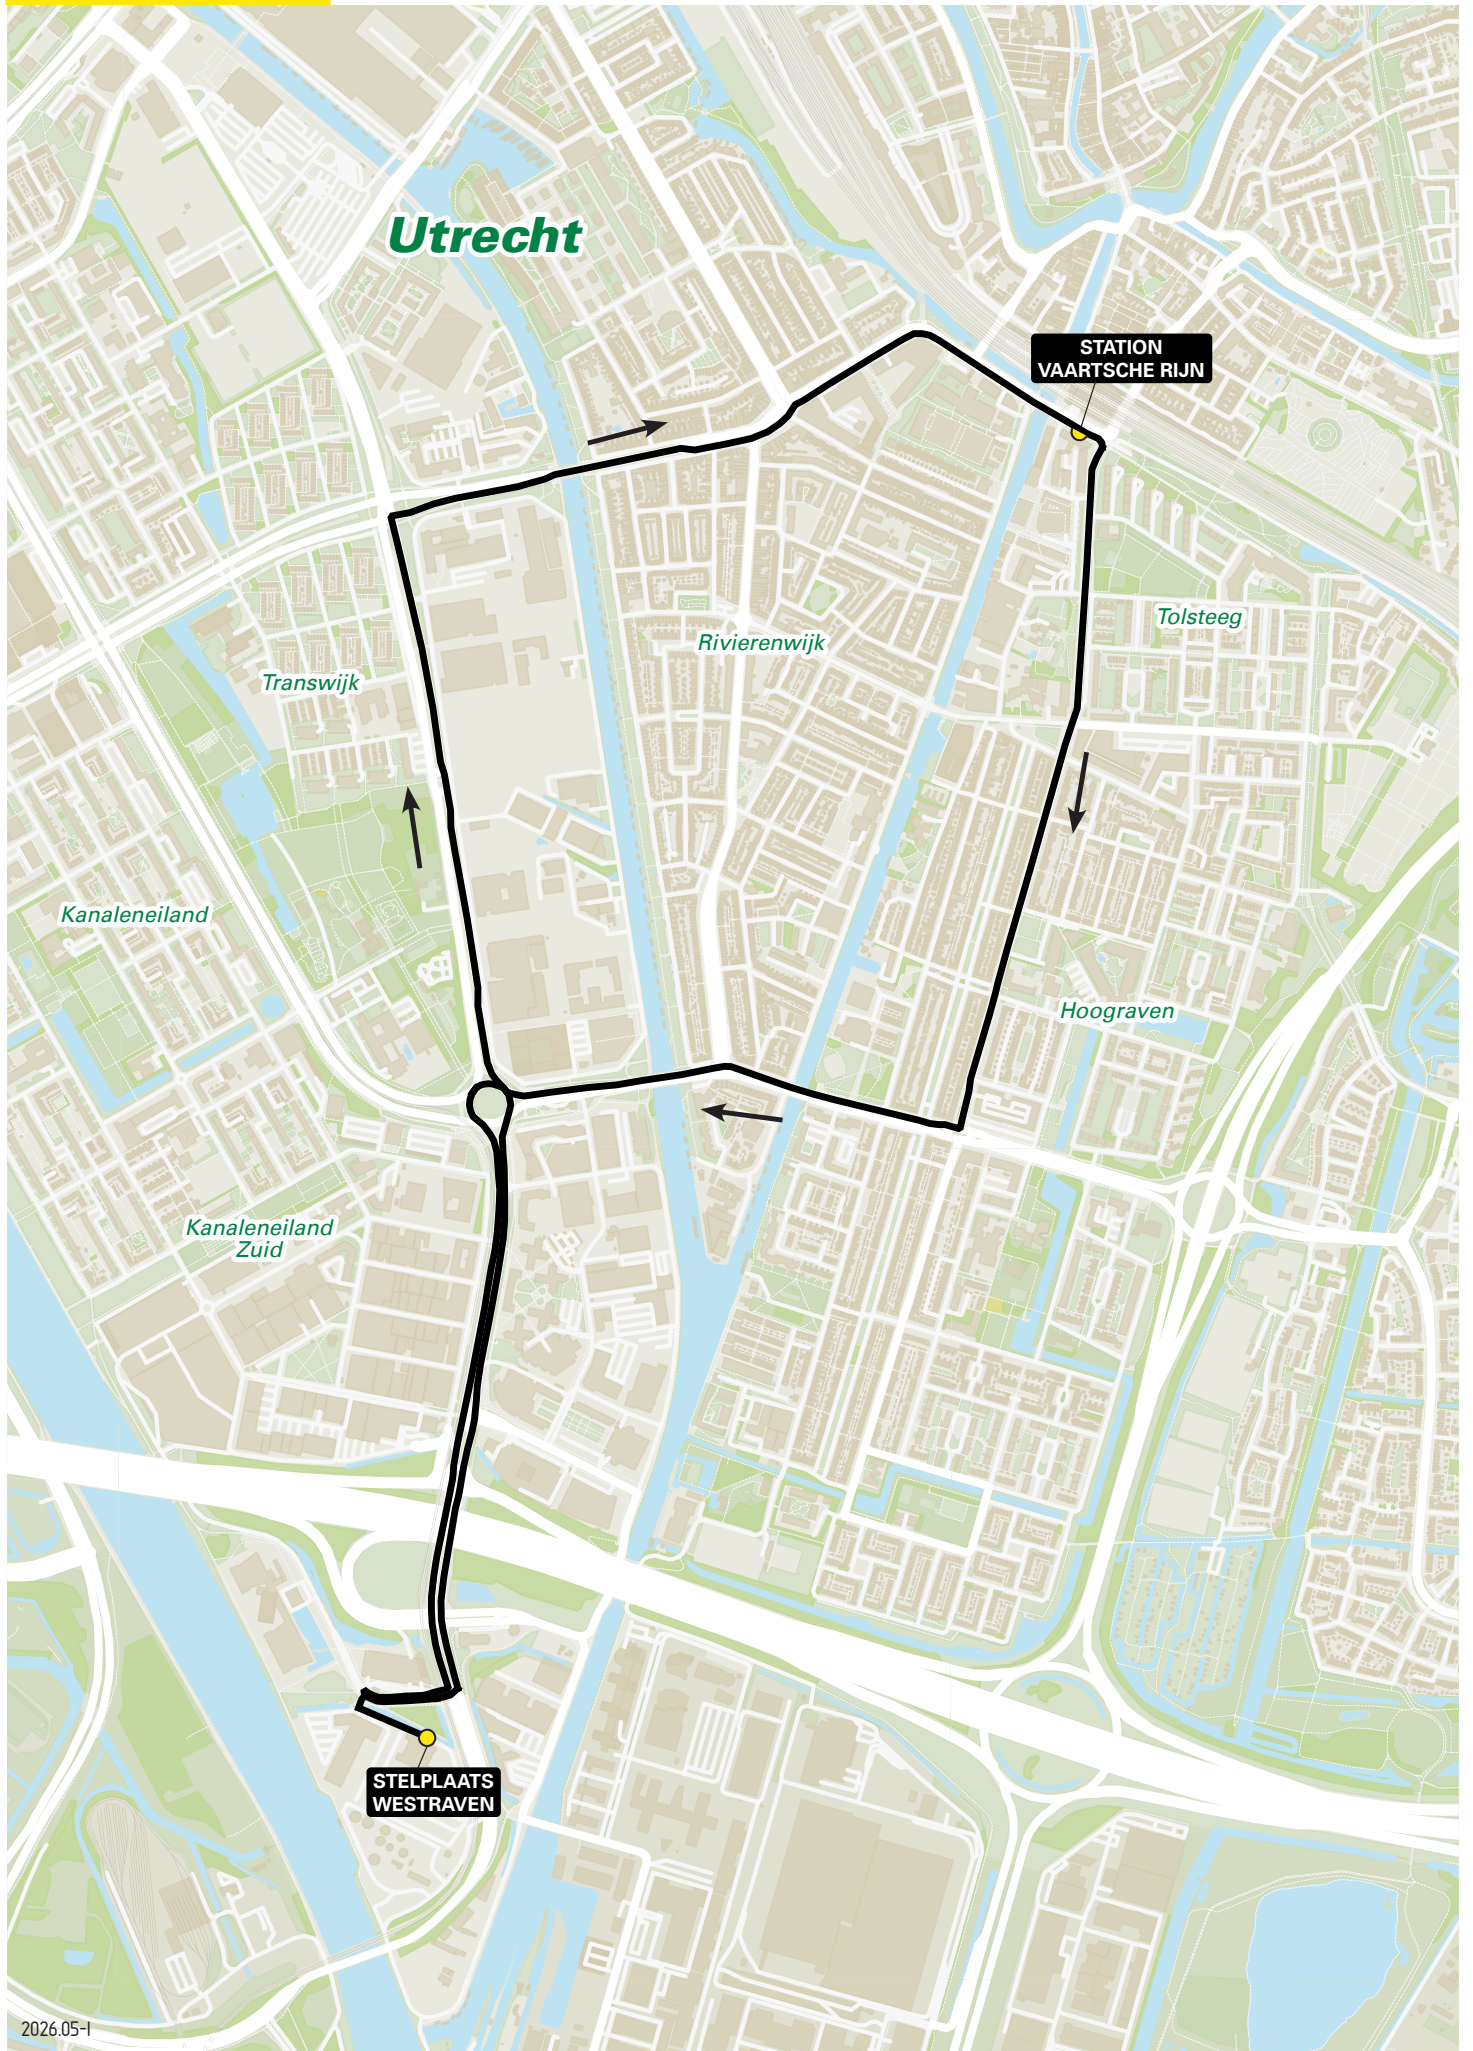 Utrecht
STATION
VAARTSCHE RIJN
Tolsteeg
Rivierenwijk
Transwijk
Kanaleneiland
Hoograven
Kanaleneiland
Zuid
STELPLAATS
WESTRAVEN
2026.05-I